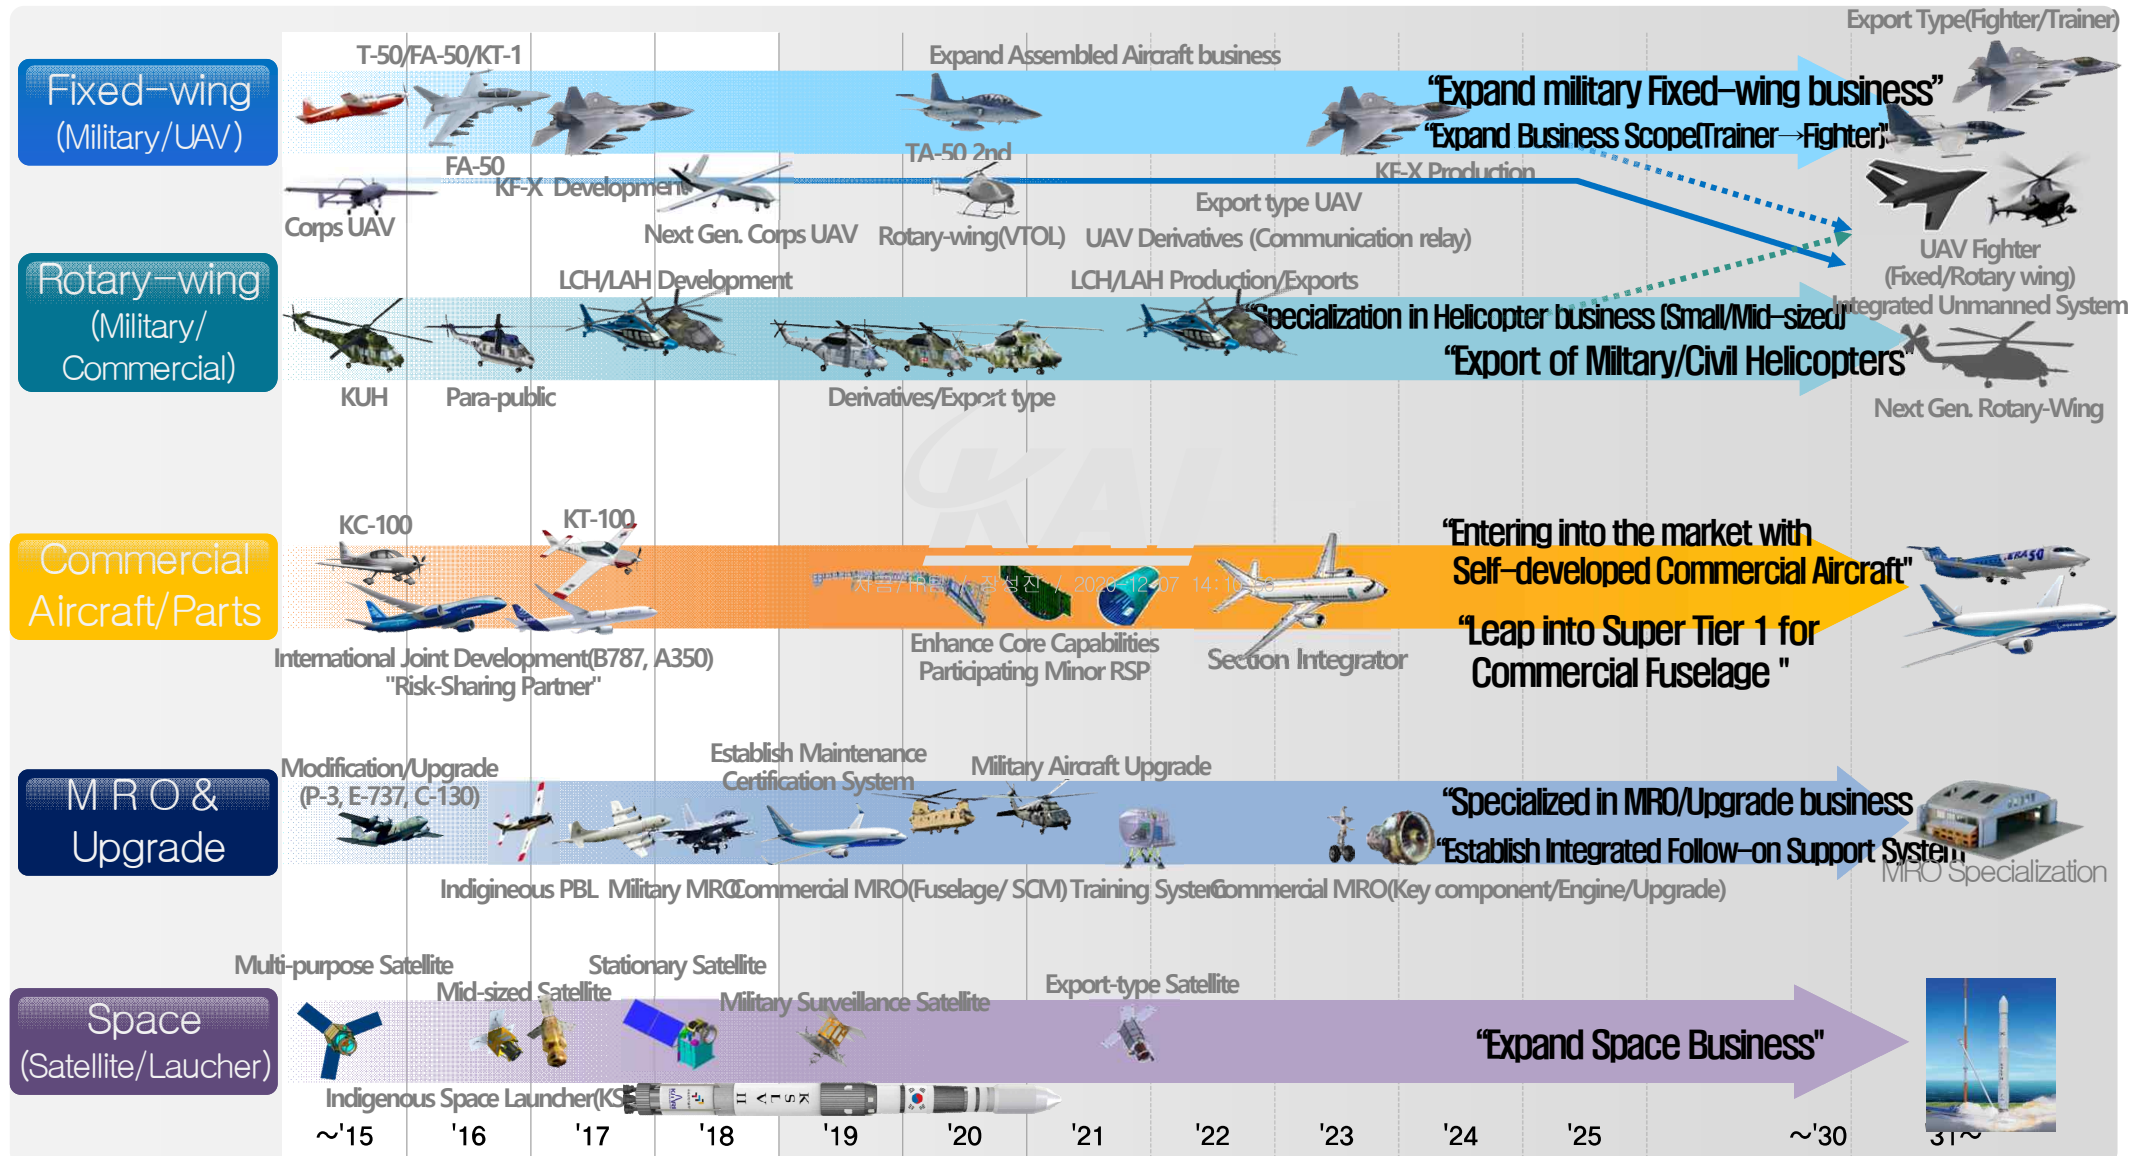 Export Type(Fighter/Trainer)
T-50/FA-50/KT-1
Expand Assembled Aircraft business
Fixed-wing
(Military/UAV)
“Expand military Fixed-wing business”
“Expand Business Scope(Trainer→Fighter)”
FA-50
TA-50 2nd
KF-X Development
KF-X Production
Corps UAV
Next Gen. Corps UAV
Rotary-wing(VTOL)
Export type UAV
UAV Derivatives (Communication relay)
UAV Fighter
(Fixed/Rotary wing)
Integrated Unmanned System
Rotary-wing
(Military/
Commercial)
LCH/LAH Development
LCH/LAH Production/Exports
“Specialization in Helicopter business (Small/Mid-sized)”
“Export of Miltary/Civil Helicopters”
KUH
Para-public
Derivatives/Export type
Next Gen. Rotary-Wing
KAI
Commercial
Aircraft/Parts
KC-100
KT-100
“Entering into the market with
Self-developed Commercial Aircraft"
ERA 50
2020-12-07 14:1
“Leap into Super Tier 1 for
Commercial Fuselage "
International Joint Development(B787, A350)
"Risk-Sharing Partner"
Enhance Core Capabilities
Participating Minor RSP
Section Integrator
M R O &
Upgrade
Modification/Upgrade
(P-3, E-737, C-130)
Establish Maintenance
Certification System
Military Aircraft Upgrade
“Specialized in MRO/Upgrade business
“Establish Integrated Follow-on Support System
MRO Specialization
Indigineous PBL
Military MRO
Commercial MRO(Fuselage/ SCM)
Training System
Commercial MRO(Key component/Engine/Upgrade)
Space
(Satellite/Laucher)
Multi-purpose Satellite
Mid-sized Satellite
Stationary Satellite
Military Surveillance Satellite
Export-type Satellite
“Expand Space Business"
Indigenous Space Launcher(KS
KSLV II
~'15
'16
'17
'18
'19
'20
'21
'22
'23
'24
'25
~'30
'31~